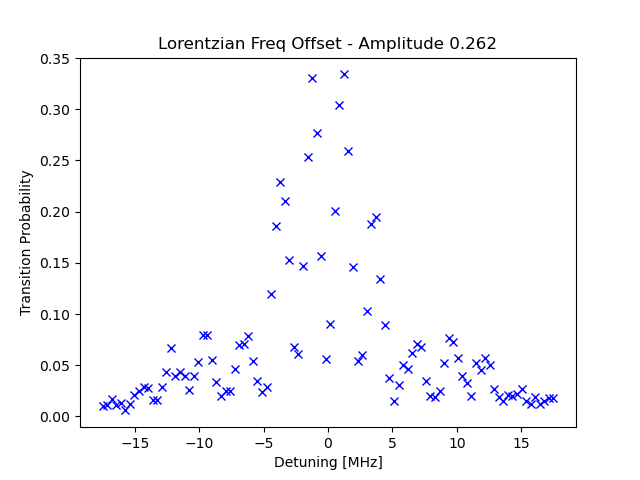 Lorentzian Freq Offset - Amplitude 0.262
Transition Probability
0.35
0.30
0.25
0.20
0.15
0.10
0.05
0.00
−15 −10 −5 0 5 10 15
Detuning [MHz]